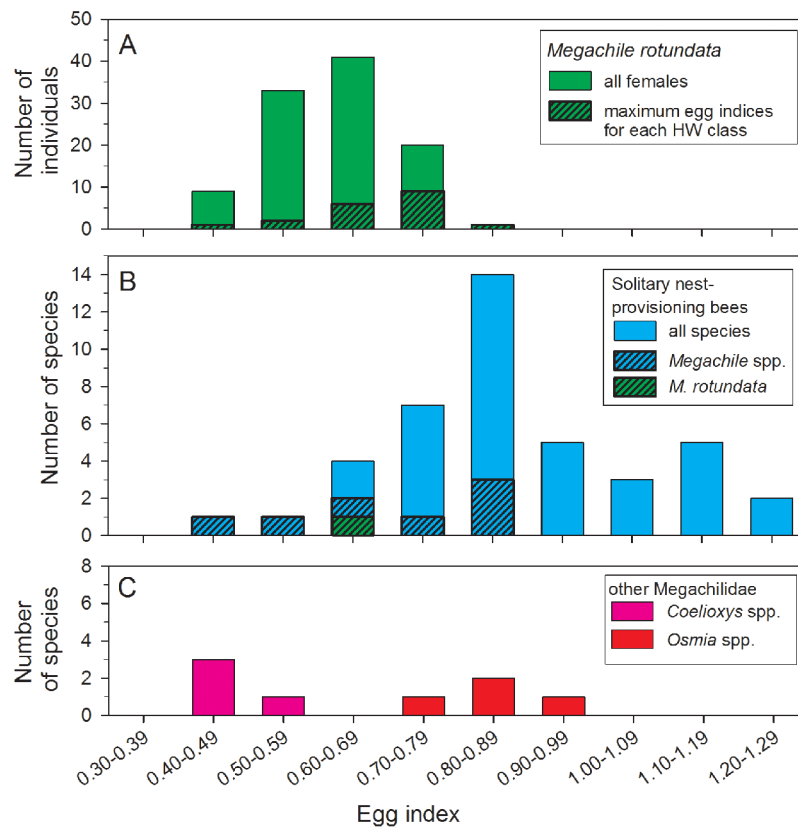 A
Number of
individuals
50
40
30
20
10
0
Megachile rotundata
all females
maximum egg indices
for each HW class
B
Number of species
14
12
10
8
6
4
2
0
Solitary nest-
provisioning bees
all species
Megachile spp.
M. rotundata
C
Number
of species
8
6
4
2
0
other Megachilidae
Coelioxys spp.
Osmia spp.
0.30-0.39
0.40-0.49
0.50-0.59
0.60-0.69
0.70-0.79
0.80-0.89
0.90-0.99
1.00-1.09
1.10-1.19
1.20-1.29
Egg index